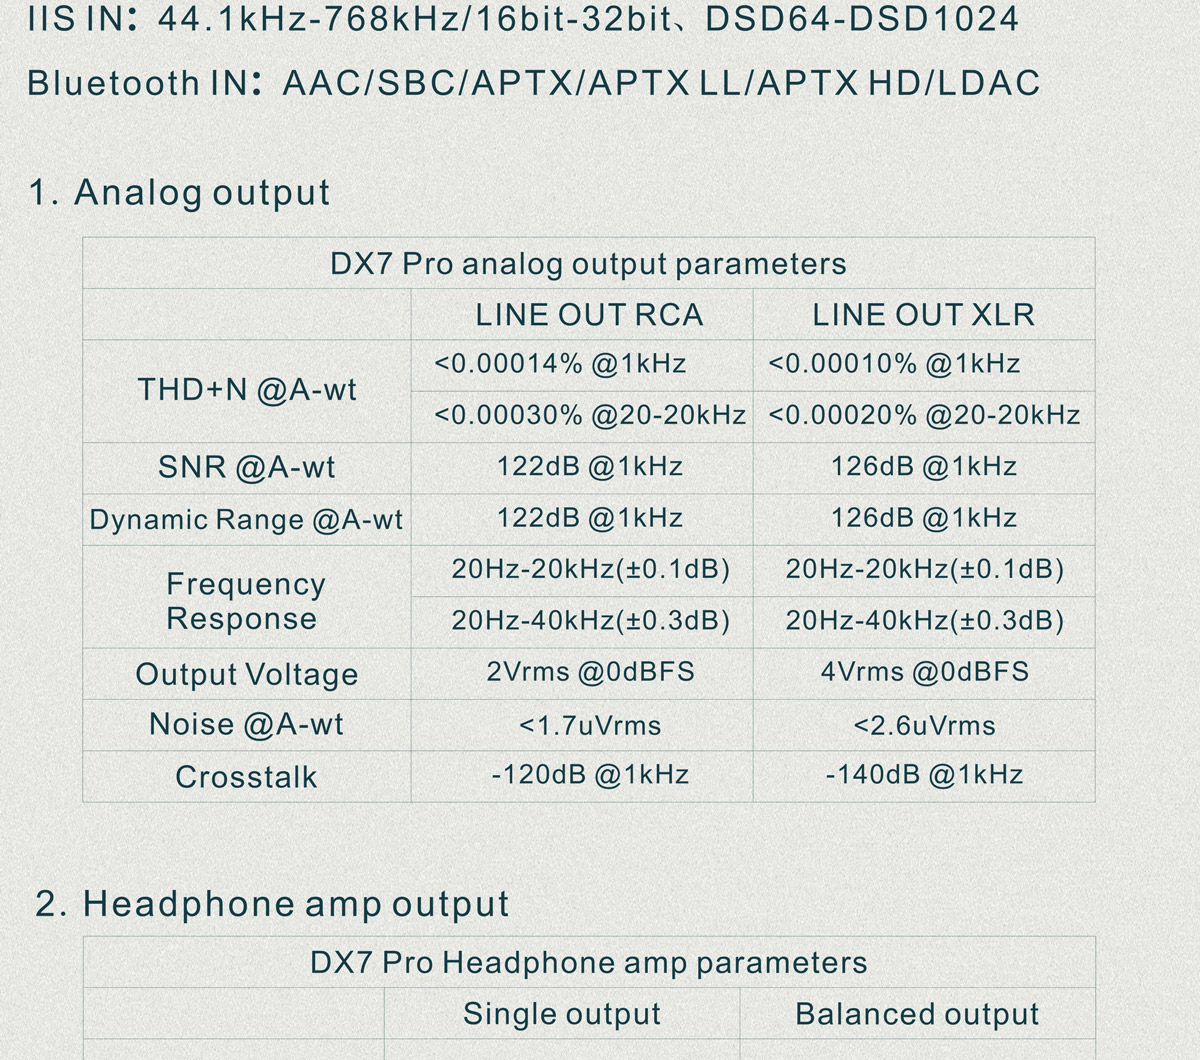 IIS IN: 44.1kHz-768kHz/16bit-32bit、DSD64-DSD1024
Bluetooth IN: AAC/SBC/APTX/APTX LL/APTX HD/LDAC
1. Analog output
DX7 Pro analog output parameters
LINE OUT RCA LINE OUT XLR
THD+N @A-wt
<0.00014% @1kHz <0.00010% @1kHz
<0.00030% @20-20kHz <0.00020% @20-20kHz
SNR @A-wt 122dB @1kHz 126dB @1kHz
Dynamic Range @A-wt 122dB @1kHz 126dB @1kHz
Frequency
Response
20Hz-20kHz(±0.1dB) 20Hz-20kHz(±0.1dB)
20Hz-40kHz(±0.3dB) 20Hz-40kHz(±0.3dB)
Output Voltage 2Vrms @0dBFS 4Vrms @0dBFS
Noise @A-wt <1.7uVrms <2.6uVrms
Crosstalk -120dB @1kHz -140dB @1kHz
2. Headphone amp output
DX7 Pro Headphone amp parameters
Single output Balanced output